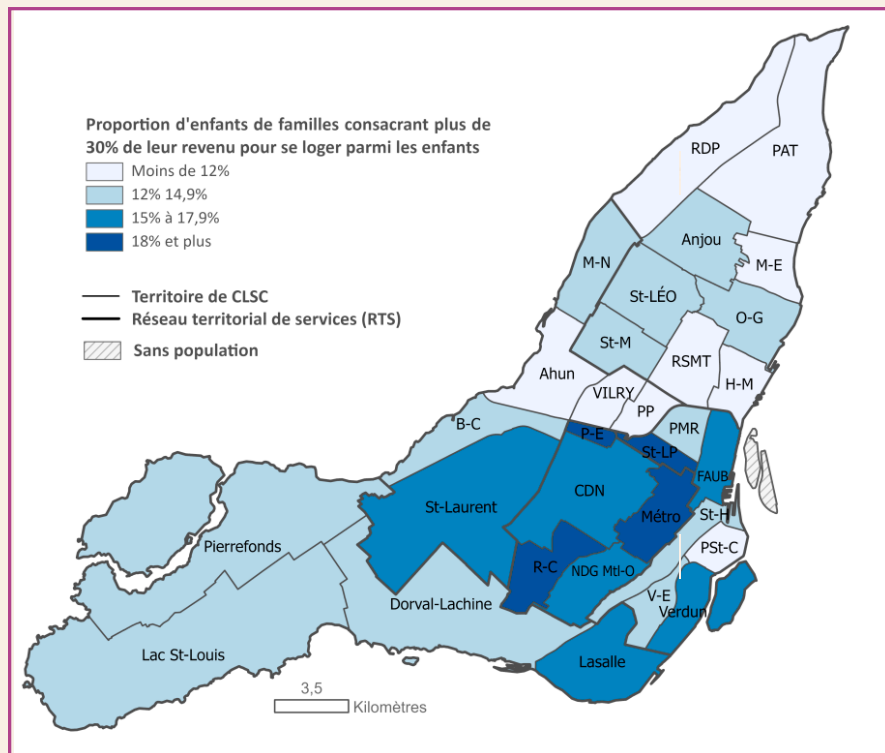 Proportion d'enfants de familles consacrant plus de
30% de leur revenu pour se loger parmi les enfants
Moins de 12%
12% 14,9%
15% à 17,9%
18% et plus
Territoire de CLSC
Réseau territorial de services (RTS)
Sans population
RDP
PAT
Anjou
M-N
M-E
St-LÉO
O-G
St-M
RSMT
Ahun
H-M
VILRY
PP
B-C
PMR
P-E
St-LP
FAUB
CDN
St-Laurent
Métro
St-H
Pierrefonds
PSt-C
R-C
NDG Mtl-O
V-E
Dorval-Lachine
Verdun
Lac St-Louis
Lasalle
3,5
Kilomètres